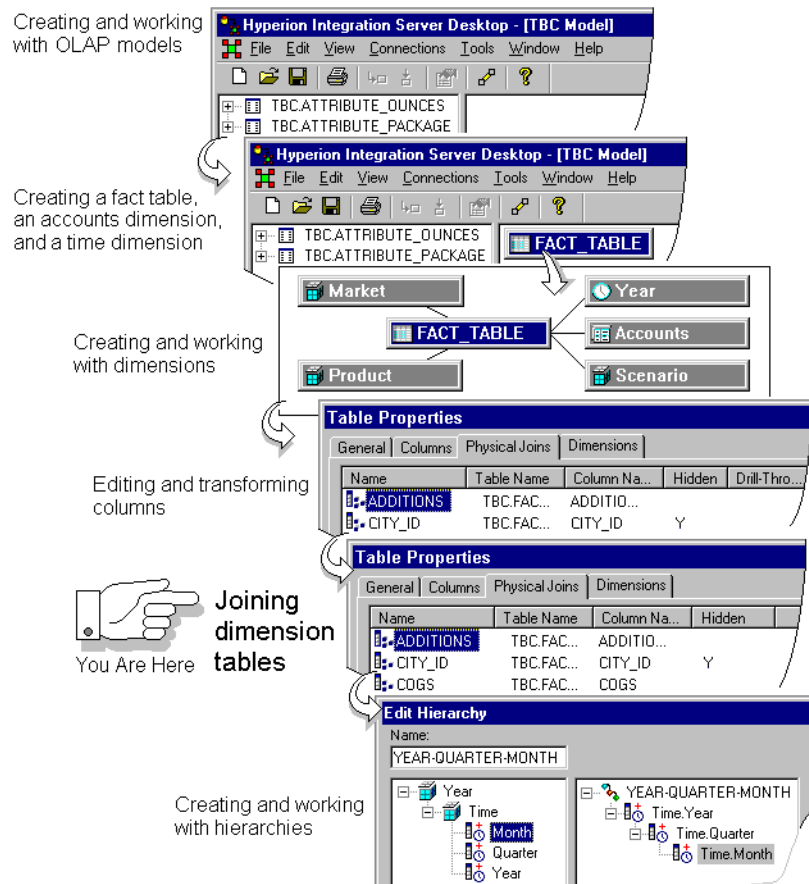 Creating and working
with OLAP models
Hyperion Integration Server Desktop - [TBC Model]
File Edit View Connections Tools Window Help
TBC.ATTRIBUTE_OUNCES
TBC.ATTRIBUTE_PACKAGE
Creating a fact table,
an accounts dimension,
and a time dimension
Hyperion Integration Server Desktop - [TBC Model]
File Edit View Connections Tools Window Help
TBC.ATTRIBUTE_OUNCES
TBC.ATTRIBUTE_PACKAGE
FACT_TABLE
Creating and working
with dimensions
Market
Year
FACT_TABLE
Accounts
Product
Scenario
Editing and transforming
columns
Table Properties
General Columns Physical Joins Dimensions
Name Table Name Column Na... Hidden Drill-Thro...
ADDITIONS TBC.FAC... ADDITIO...
CITY_ID TBC.FAC... CITY_ID Y
You Are Here
Joining
dimension
tables
Table Properties
General Columns Physical Joins Dimensions
Name Table Name Column Na... Hidden
ADDITIONS TBC.FAC... ADDITIO...
CITY_ID TBC.FAC... CITY_ID Y
COGS TBC.FAC... COGS
Creating and working
with hierarchies
Edit Hierarchy
Name:
YEAR-QUARTER-MONTH
Year
Time
Month
Quarter
Year
YEAR-QUARTER-MONTH
Time.Year
Time.Quarter
Time.Month